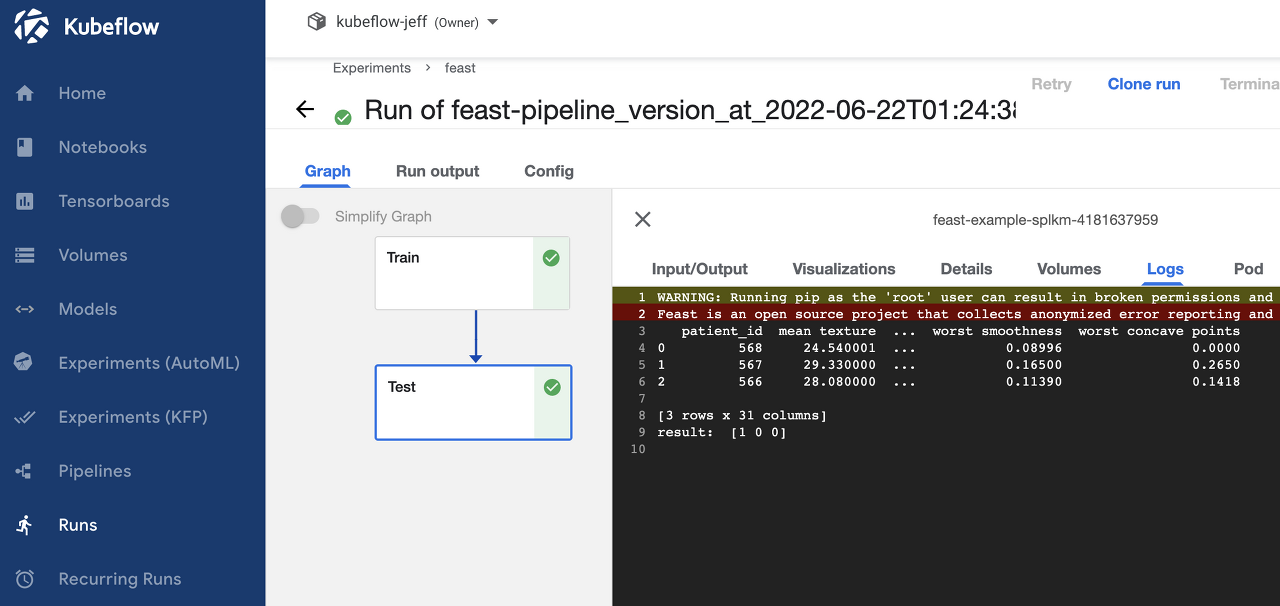 Kubeflow
Home
Notebooks
Tensorboards
Volumes
Models
Experiments (AutoML)
Experiments (KFP)
Pipelines
Runs
Recurring Runs
kubeflow-jeff (Owner)
Experiments > feast
Retry Clone run Termina
Run of feast-pipeline_version_at_2022-06-22T01:24:38
Graph Run output Config
Simplify Graph
Train
Test
feast-example-splkm-4181637959
Input/Output Visualizations Details Volumes Logs Pod
1 WARNING: Running pip as the 'root' user can result in broken permissions and
2 Feast is an open source project that collects anonymized error reporting and
3 patient_id mean texture ... worst smoothness worst concave points
4 0 568 24.540001 ... 0.08996 0.0000
5 1 567 29.330000 ... 0.16500 0.2650
6 2 566 28.080000 ... 0.11390 0.1418
7
8 [3 rows x 31 columns]
9 result: [1 0 0]
10